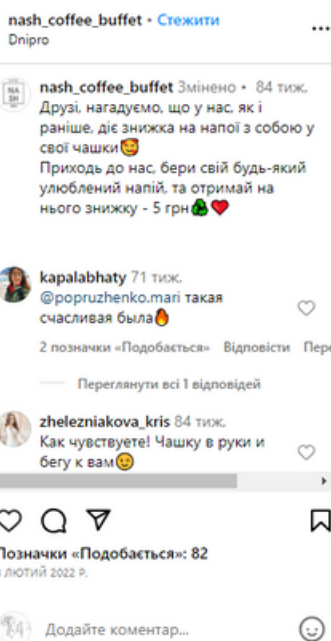 nash_coffee_buffet • Стежити
Dnipro
nash_coffee_buffet Змінено • 84 тиж.
Друзі, нагадуємо, що у нас, як і
раніше, діє знижка на напої з собою у
свої чашки🥰
Приходь до нас, бери свій будь-який
улюблений напій, та отримай на
нього знижку - 5 грн♻️❤️
kapalabhaty 71 тиж.
@popruzhenko.mari такая
счасливая была🔥
2 позначки «Подобається» Відповісти
Переглянути всі 1 відповідей
zhelezniakova_kris 84 тиж.
Как чувствуете! Чашку в руки и
бегу к вам😉
Позначки «Подобається»: 82
ЛЮТИЙ 2022 Р.
Додайте коментар...